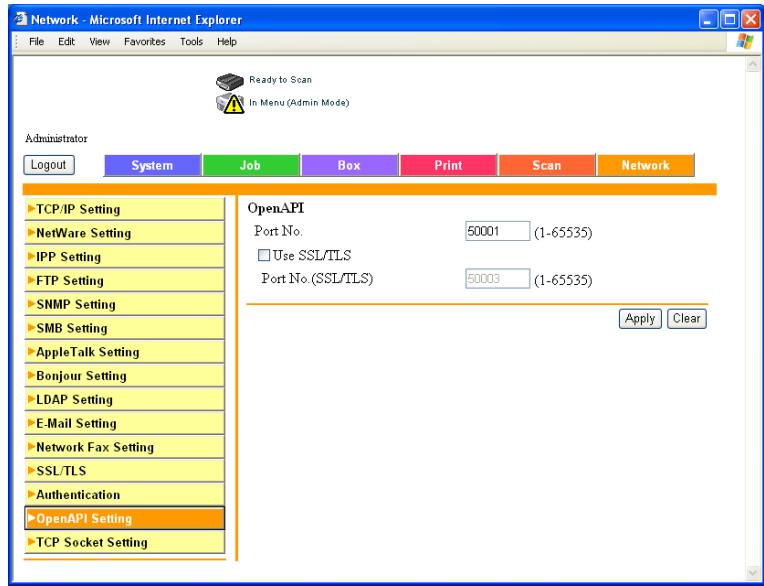 Network - Microsoft Internet Explorer
File Edit View Favorites Tools Help
Ready to Scan
In Menu (Admin Mode)
Administrator
Logout System Job Box Print Scan Network
TCP/IP Setting
NetWare Setting
IPP Setting
FTP Setting
SNMP Setting
SMB Setting
AppleTalk Setting
Bonjour Setting
LDAP Setting
E-Mail Setting
Network Fax Setting
SSL/TLS
Authentication
OpenAPI Setting
TCP Socket Setting
OpenAPI
Port No. 50001 (1-65535)
Use SSL/TLS
Port No.(SSL/TLS) 50003 (1-65535)
Apply Clear